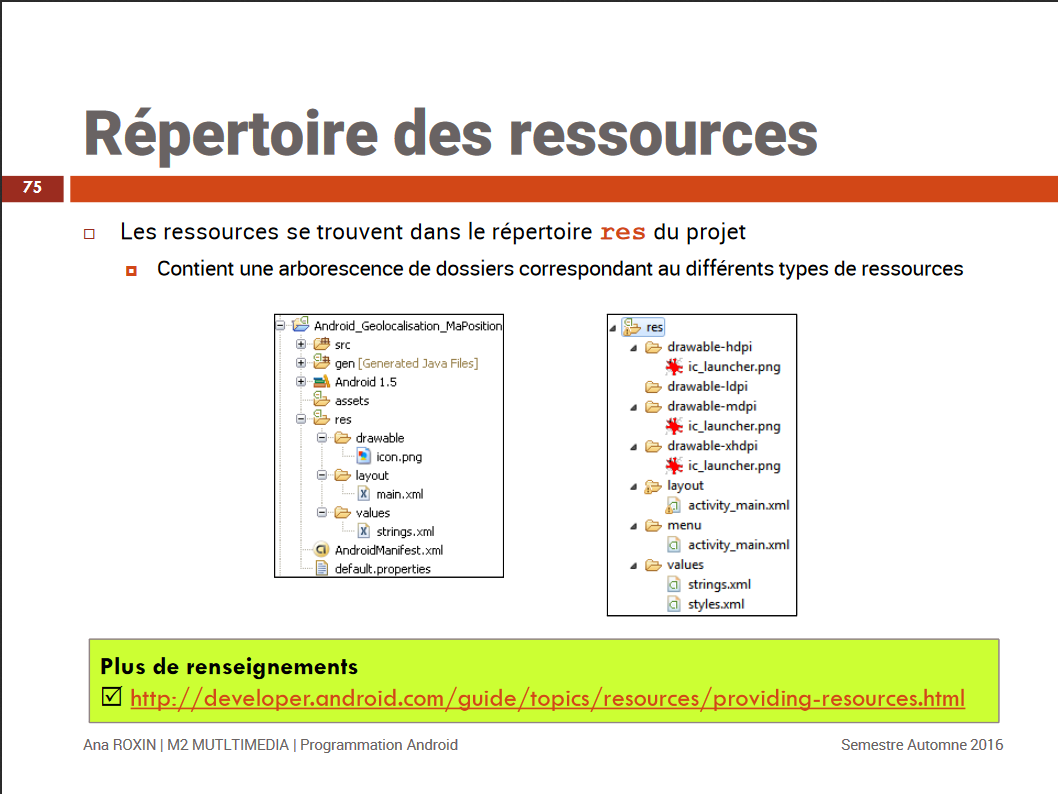 Répertoire des ressources
75
Les ressources se trouvent dans le répertoire res du projet
Contient une arborescence de dossiers correspondant au différents types de ressources
Android_Geolocalisation_MaPosition
src
gen [Generated Java Files]
Android 1.5
assets
res
drawable
icon.png
layout
main.xml
values
strings.xml
AndroidManifest.xml
default.properties
res
drawable-hdpi
ic_launcher.png
drawable-ldpi
drawable-mdpi
ic_launcher.png
drawable-xhdpi
ic_launcher.png
layout
activity_main.xml
menu
activity_main.xml
values
strings.xml
styles.xml
Plus de renseignements
http://developer.android.com/guide/topics/resources/providing-resources.html
Ana ROXIN | M2 MUTLTIMEDIA | Programmation Android
Semestre Automne 2016